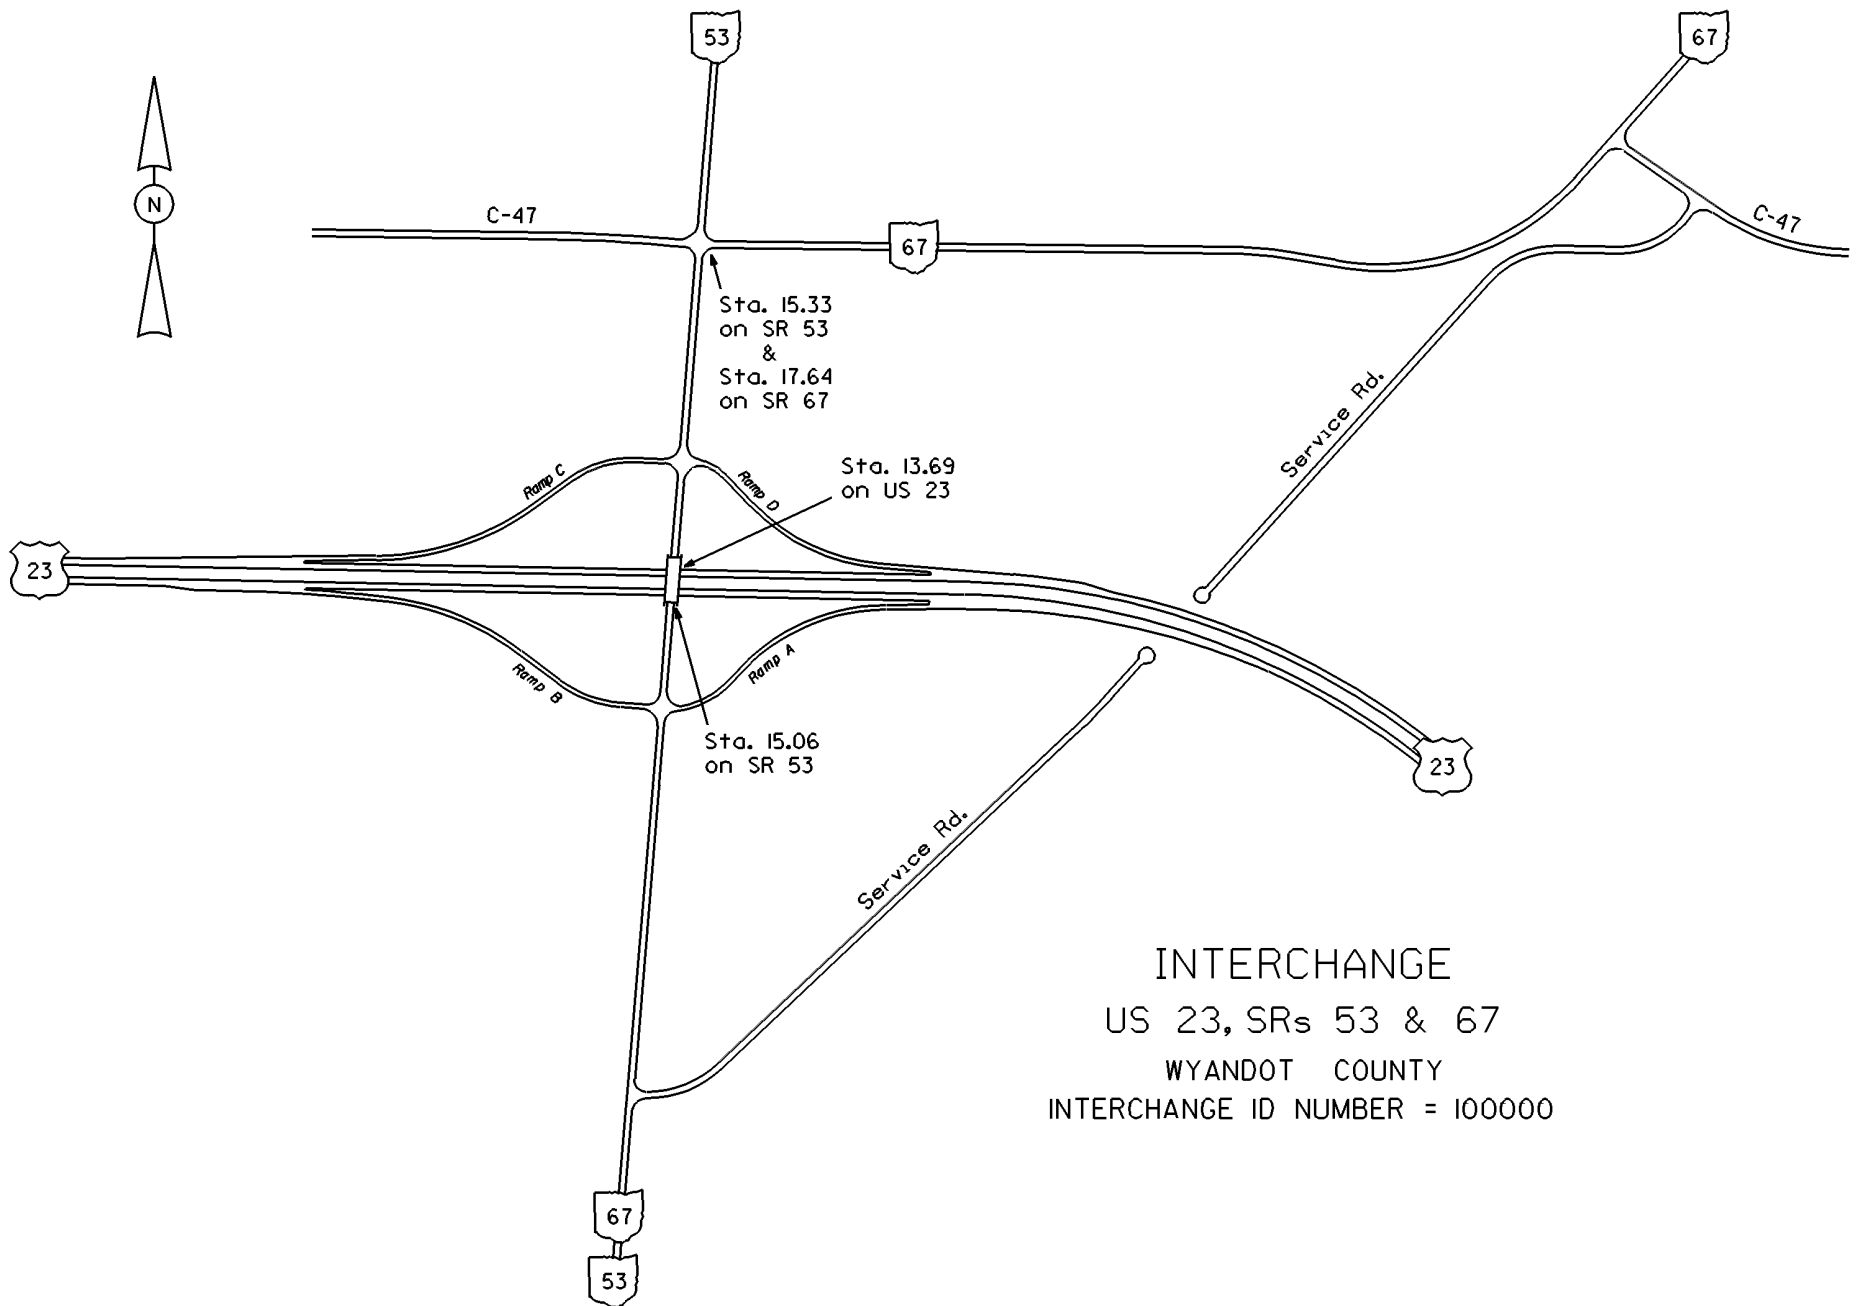 53
67
N
C-47
67
C-47
Sta. 15.33
on SR 53
&
Sta. 17.64
on SR 67
Service Rd.
Ramp C
Ramp D
Sta. 13.69
on US 23
23
Ramp B
Ramp A
Sta. 15.06
on SR 53
23
Service Rd.
INTERCHANGE
US 23, SRs 53 & 67
WYANDOT COUNTY
INTERCHANGE ID NUMBER = 100000
67
53